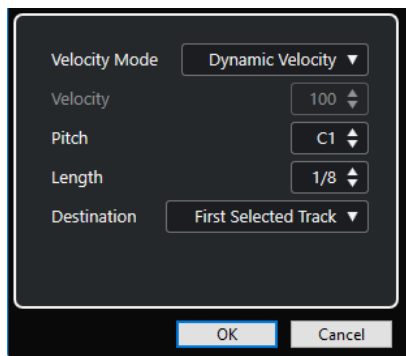 Velocity Mode Dynamic Velocity
Velocity 100
Pitch C1
Length 1/8
Destination First Selected Track
OK Cancel